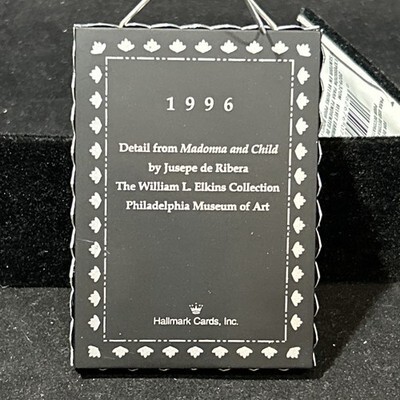 1996
Detail from Madonna and Child
by Jusepe de Ribera
The William L. Elkins Collection
Philadelphia Museum of Art
Hallmark Cards, Inc.